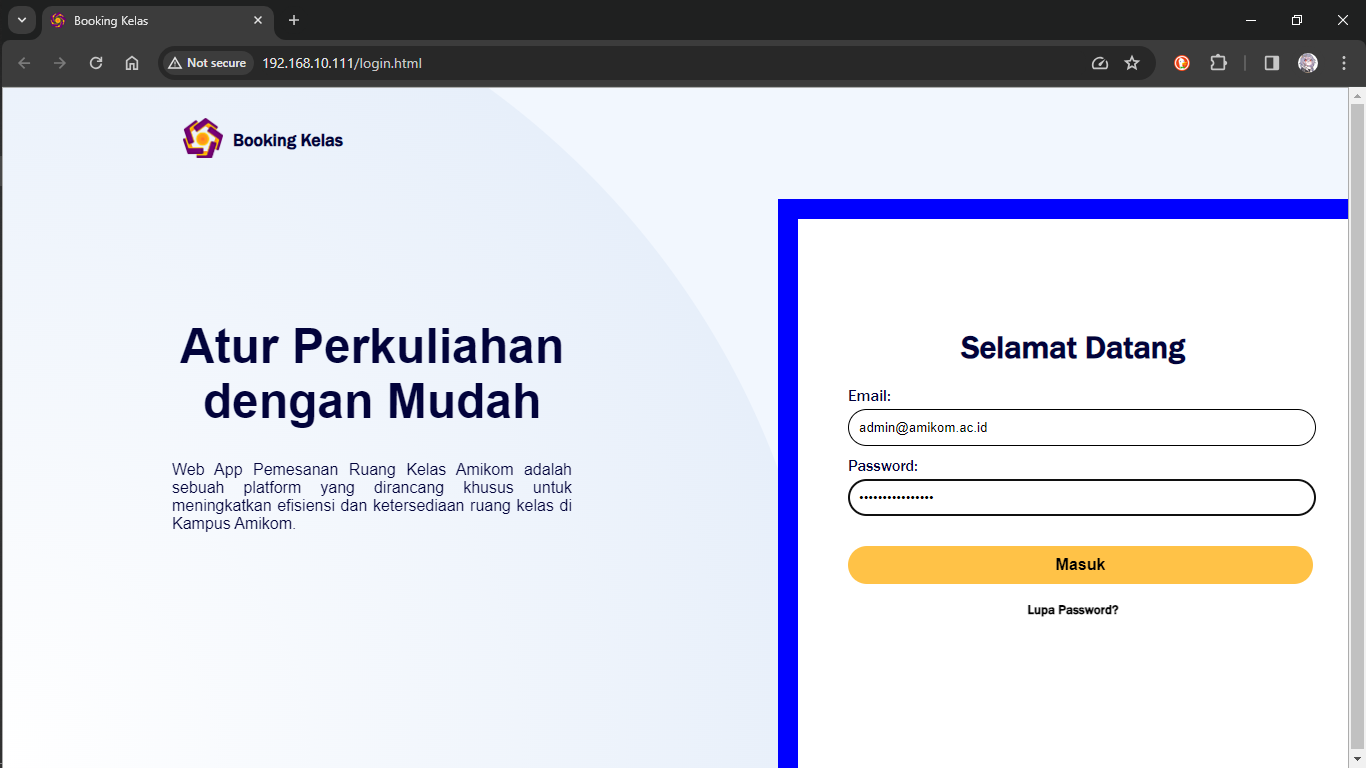 Booking Kelas
Not secure
192.168.10.111/login.html
Booking Kelas
Atur Perkuliahan
dengan Mudah
Web App Pemesanan Ruang Kelas Amikom adalah
sebuah platform yang dirancang khusus untuk
meningkatkan efisiensi dan ketersediaan ruang kelas di
Kampus Amikom.
Selamat Datang
Email:
admin@amikom.ac.id
Password:
••••••••••••••••
Masuk
Lupa Password?